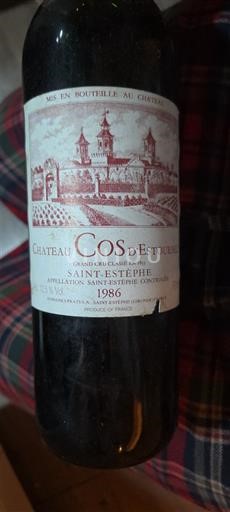 MIS EN BOUTEILLE AU CHATEAU
CHATEAU COS D'ESTOURNEL
GRAND CRU CLASSÉ EN 1855
SAINT-ESTÈPHE
APPELLATION SAINT-ESTÈPHE CONTROLÉE
1986
PRODUCE OF FRANCE